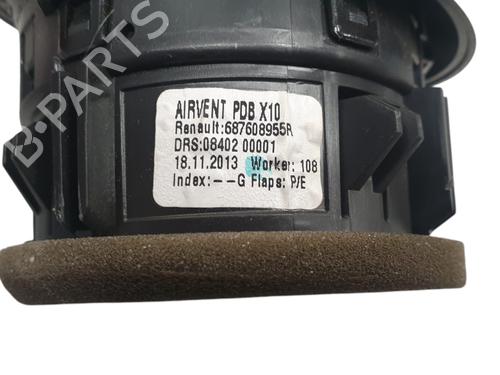 B-PARTS
AIRVENT PDB X10
Renault:687608955R
DRS:08402 00001
18.11.2013 Worker: 108
Index:--G Flaps: P/E